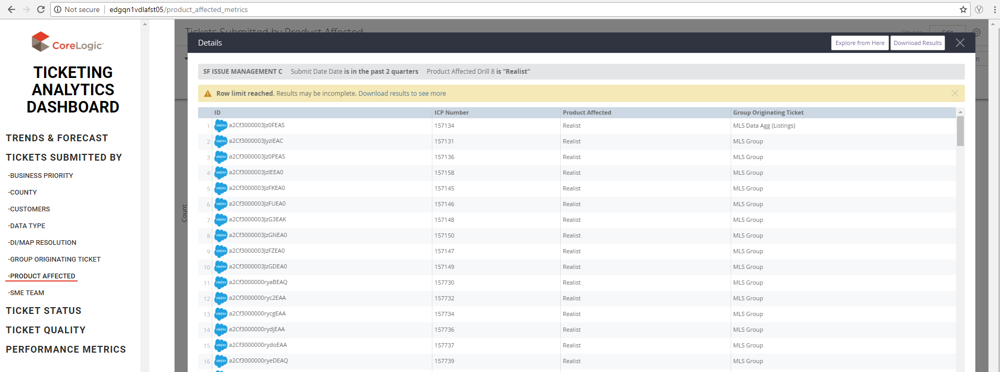 Not secure | edgqn1vdlafst05/product_affected_metrics
CoreLogic
TICKETING
ANALYTICS
DASHBOARD
TRENDS & FORECAST
TICKETS SUBMITTED BY
-BUSINESS PRIORITY
-COUNTY
-CUSTOMERS
-DATA TYPE
-DI/MAP RESOLUTION
-GROUP ORIGINATING TICKET
-PRODUCT AFFECTED
-SME TEAM
TICKET STATUS
TICKET QUALITY
PERFORMANCE METRICS
Tickets Submitted by Product Affected
Edit
Count
Details
Explore from Here
Download Results
SF ISSUE MANAGEMENT C Submit Date Date is in the past 2 quarters Product Affected Drill 8 is "Realist"
Row limit reached. Results may be incomplete. Download results to see more
ID ICP Number Product Affected Group Originating Ticket
1 a2Cf3000003Jz0FEAS 157134 Realist MLS Data Agg (Listings)
2 a2Cf3000003JyzlEAC 157131 Realist MLS Group
3 a2Cf3000003Jz0PEAS 157136 Realist MLS Group
4 a2Cf3000003JzIEEA0 157158 Realist MLS Group
5 a2Cf3000003JzFKEA0 157145 Realist MLS Group
6 a2Cf3000003JzFUEA0 157146 Realist MLS Group
7 a2Cf3000003JzG3EAK 157148 Realist MLS Group
8 a2Cf3000003JzGNEA0 157150 Realist MLS Group
9 a2Cf3000003JzFZEA0 157147 Realist MLS Group
10 a2Cf3000003JzGDEA0 157149 Realist MLS Group
11 a2Cf3000000ryaBEAQ 157730 Realist MLS Group
12 a2Cf3000000ryc2EAA 157732 Realist MLS Group
13 a2Cf3000000rycgEAA 157734 Realist MLS Group
14 a2Cf3000000rydjEAA 157736 Realist MLS Group
15 a2Cf3000000rydoEAA 157737 Realist MLS Group
16 a2Cf3000000ryeDEAQ 157739 Realist MLS Group